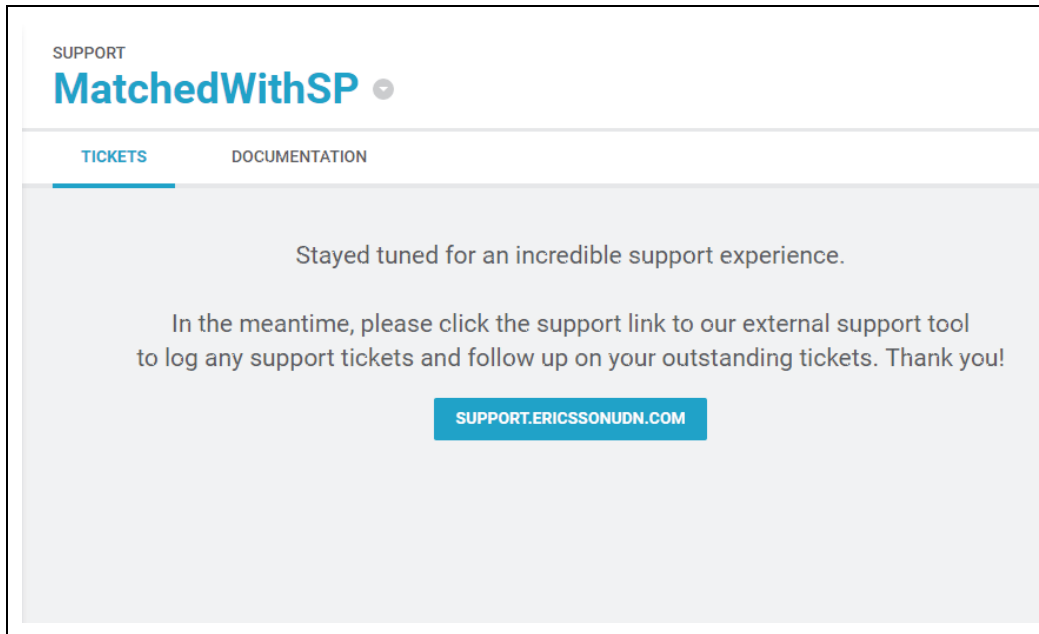 SUPPORT
MatchedWithSP
TICKETS DOCUMENTATION
Stayed tuned for an incredible support experience.
In the meantime, please click the support link to our external support tool
to log any support tickets and follow up on your outstanding tickets. Thank you!
SUPPORT.ERICSSONUDN.COM